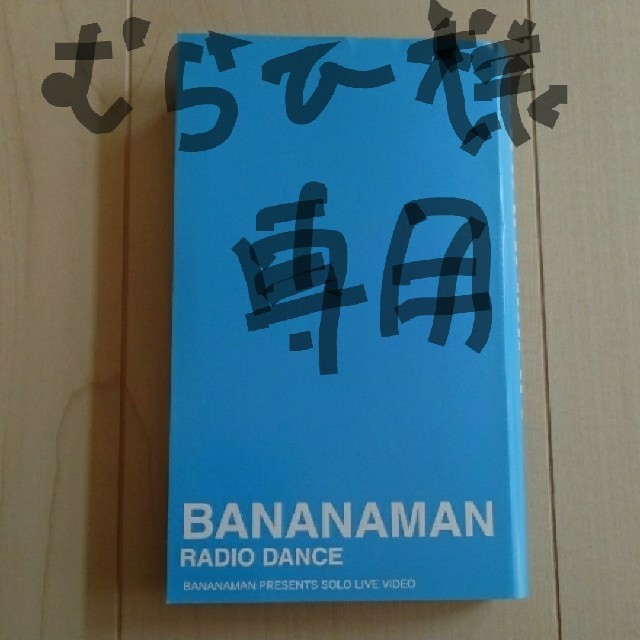 むらひ様
専用
BANANAMAN
RADIO DANCE
BANANAMAN PRESENTS SOLO LIVE VIDEO